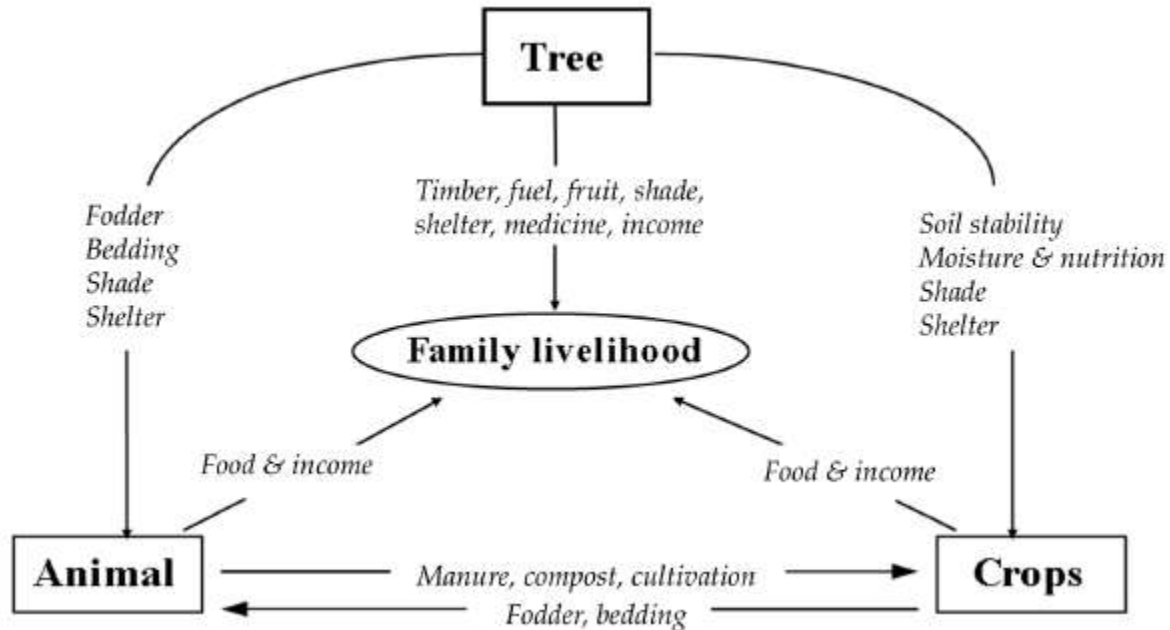 Tree
Timber, fuel, fruit, shade,
shelter, medicine, income
Fodder
Bedding
Shade
Shelter
Soil stability
Moisture & nutrition
Shade
Shelter
Family livelihood
Food & income
Food & income
Animal
Manure, compost, cultivation
Fodder, bedding
Crops